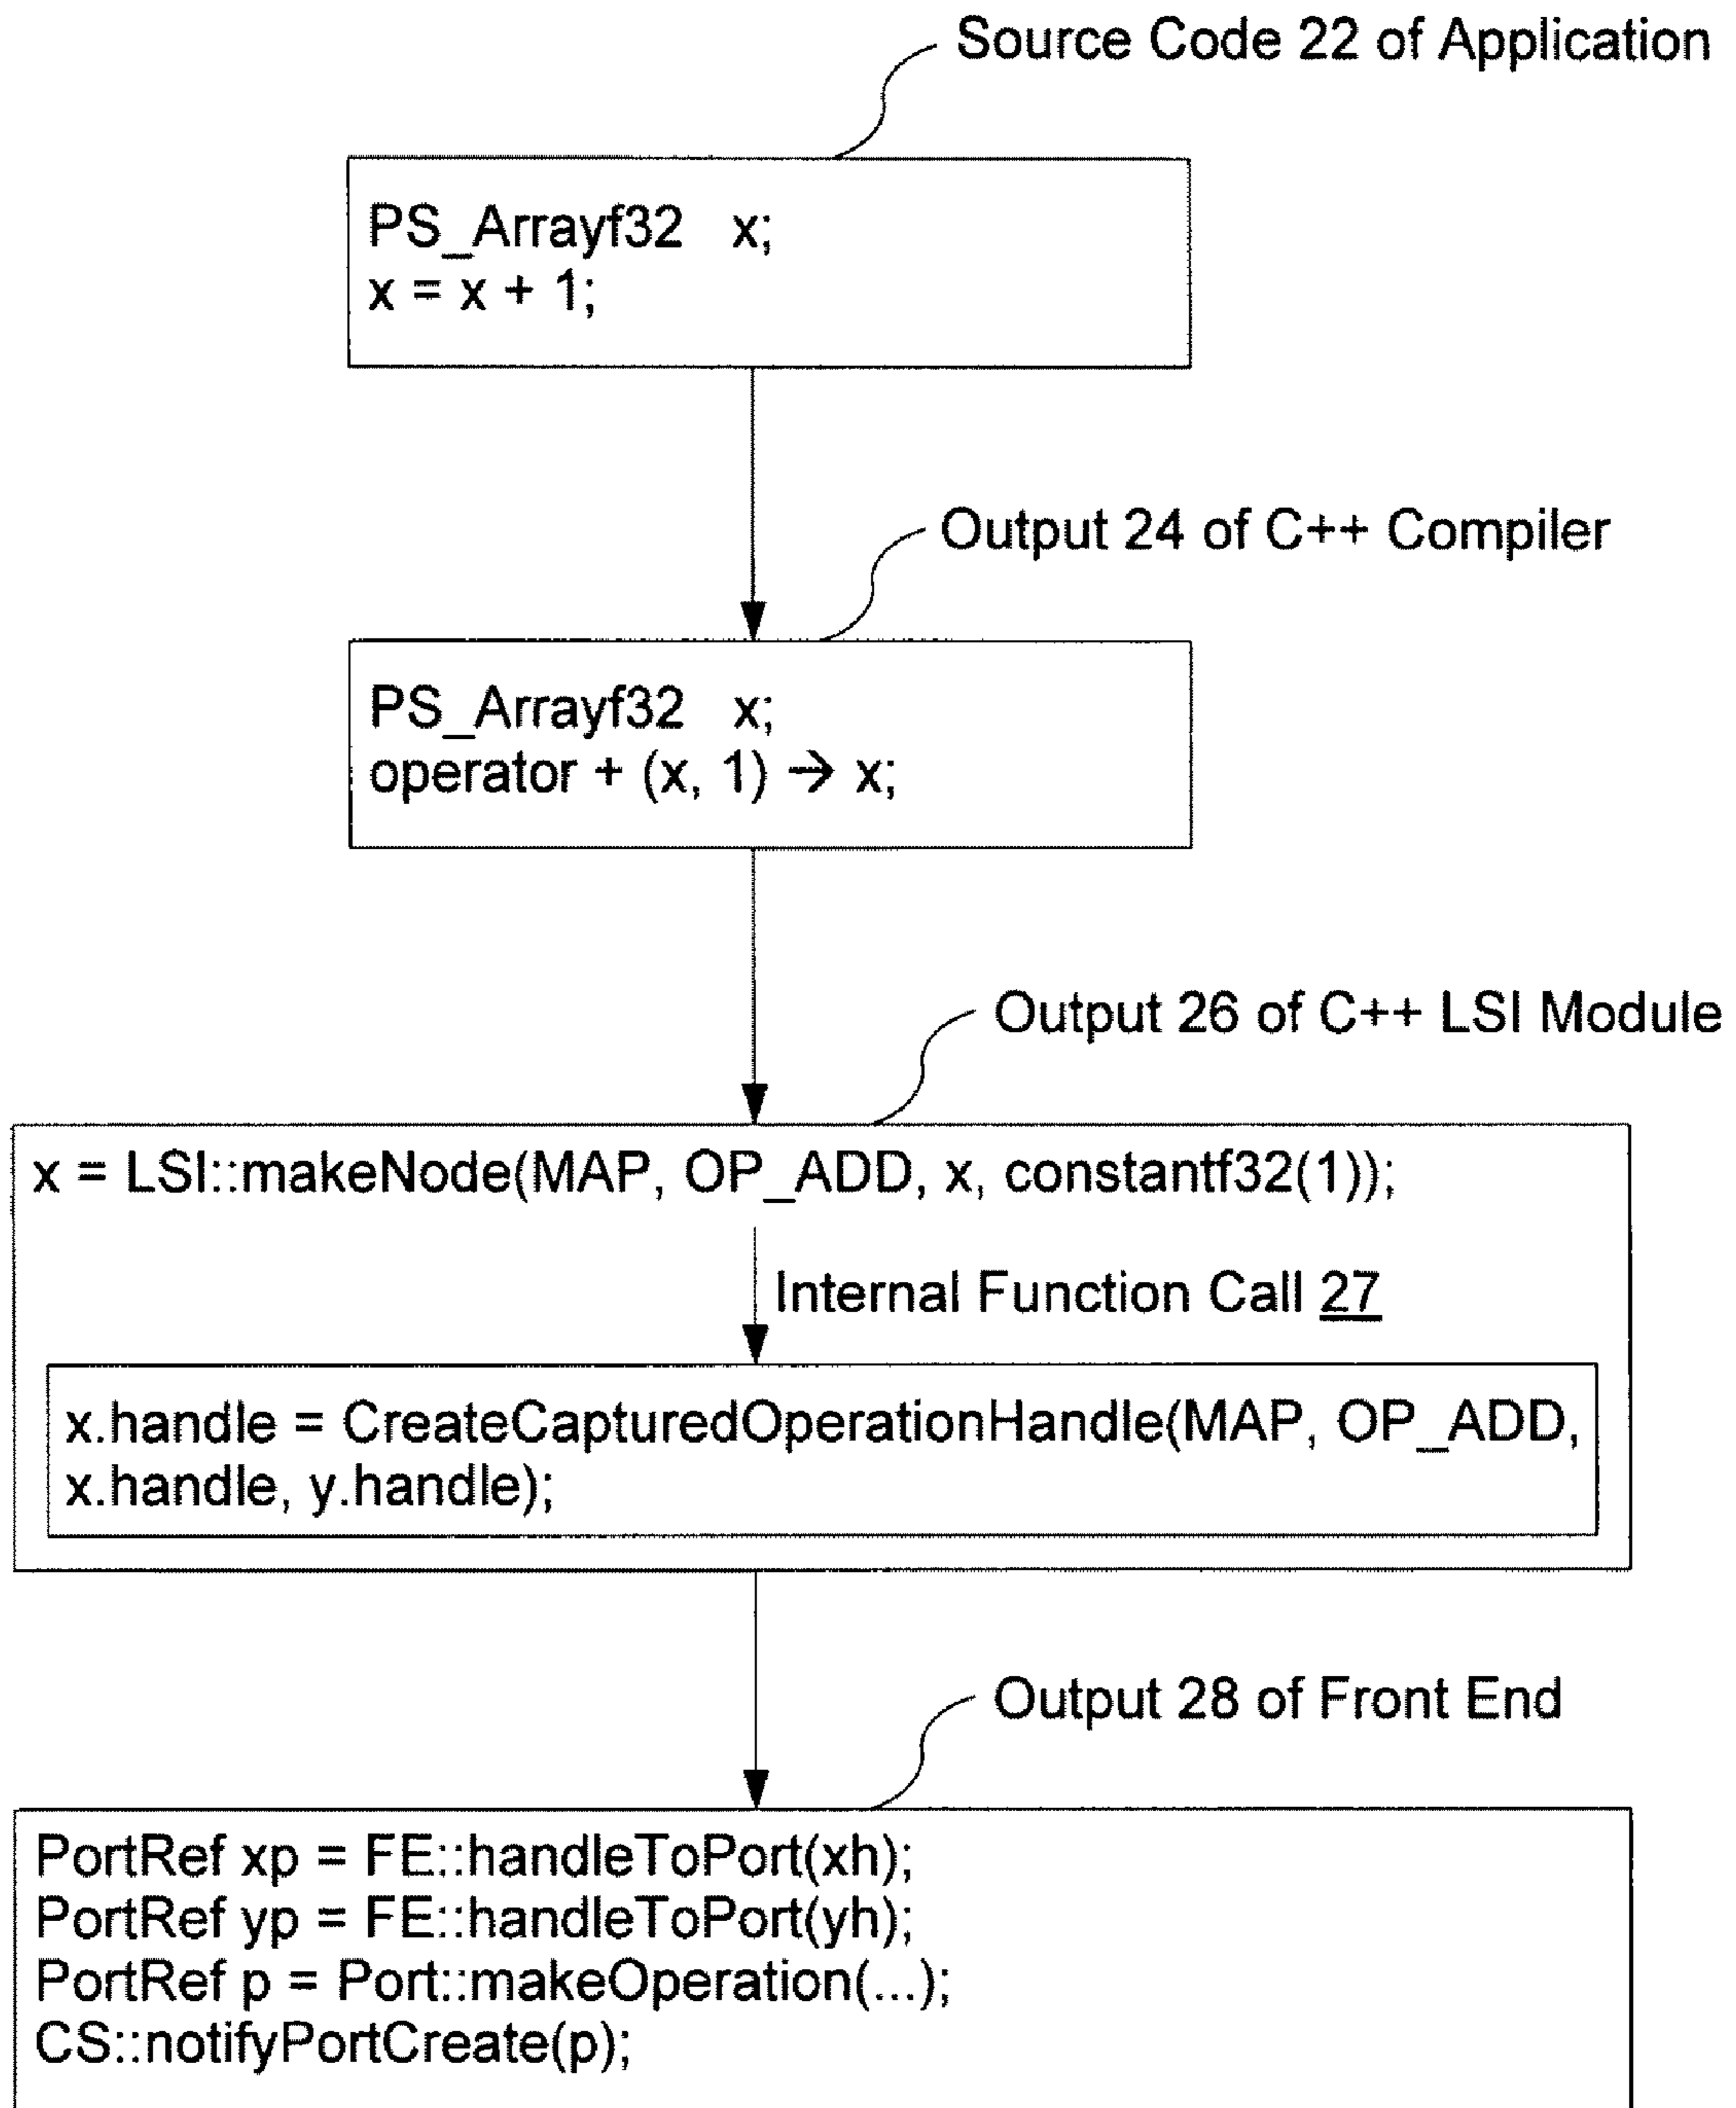 Source Code 22 of Application
PS_Arrayf32 x;
x = x + 1;
Output 24 of C++ Compiler
PS_Arrayf32 x;
operator + (x, 1) → x;
Output 26 of C++ LSI Module
x = LSI::makeNode(MAP, OP_ADD, x, constantf32(1));
Internal Function Call 27
x.handle = CreateCapturedOperationHandle(MAP, OP_ADD,
x.handle, y.handle);
Output 28 of Front End
PortRef xp = FE::handleToPort(xh);
PortRef yp = FE::handleToPort(yh);
PortRef p = Port::makeOperation(...);
CS::notifyPortCreate(p);